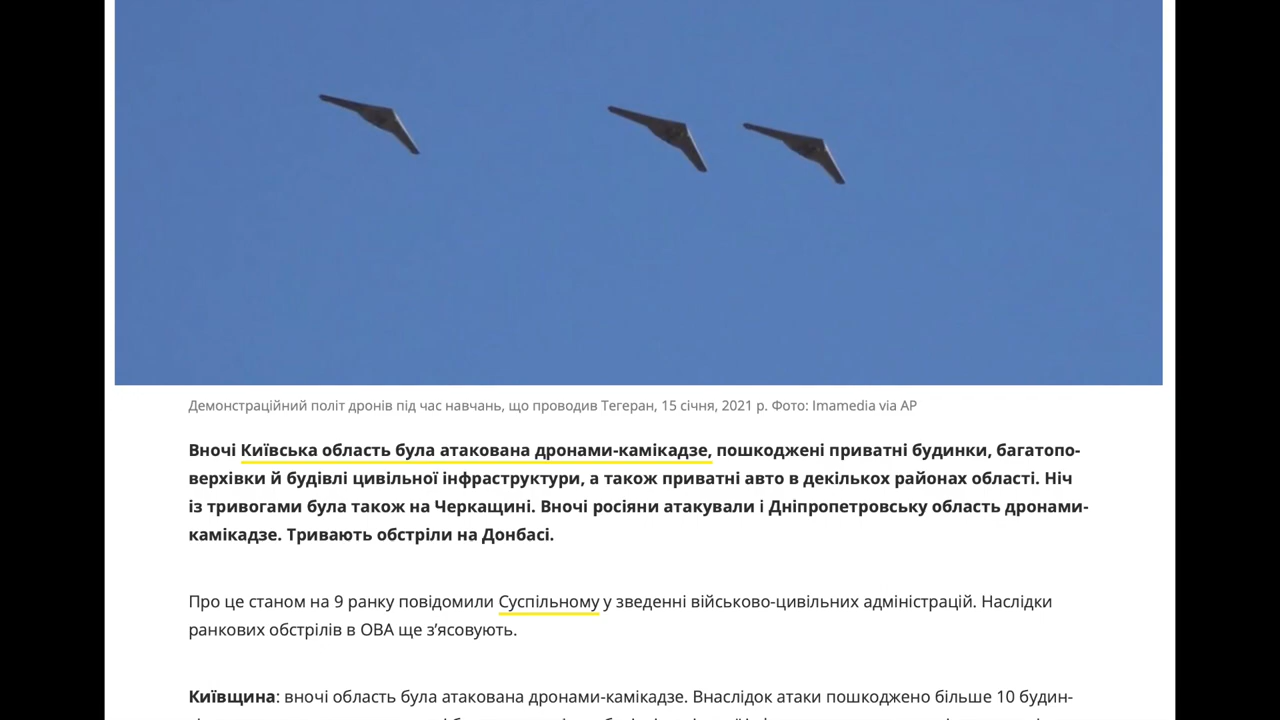 Демонстраційний політ дронів під час навчань, що проводив Тегеран, 15 січня, 2021 р. Фото: Imamedia via AP
Вночі Київська область була атакована дронами-камікадзе, пошкоджені приватні будинки, багатопо-
верхівки й будівлі цивільної інфраструктури, а також приватні авто в декількох районах області. Ніч
із тривогами була також на Черкащині. Вночі росіяни атакували і Дніпропетровську область дронами-
камікадзе. Тривають обстріли на Донбасі.
Про це станом на 9 ранку повідомили Суспільному у зведенні військово-цивільних адміністрацій. Наслідки
ранкових обстрілів в ОВА ще з’ясовують.
Київщина: вночі область була атакована дронами-камікадзе. Внаслідок атаки пошкоджено більше 10 будин-